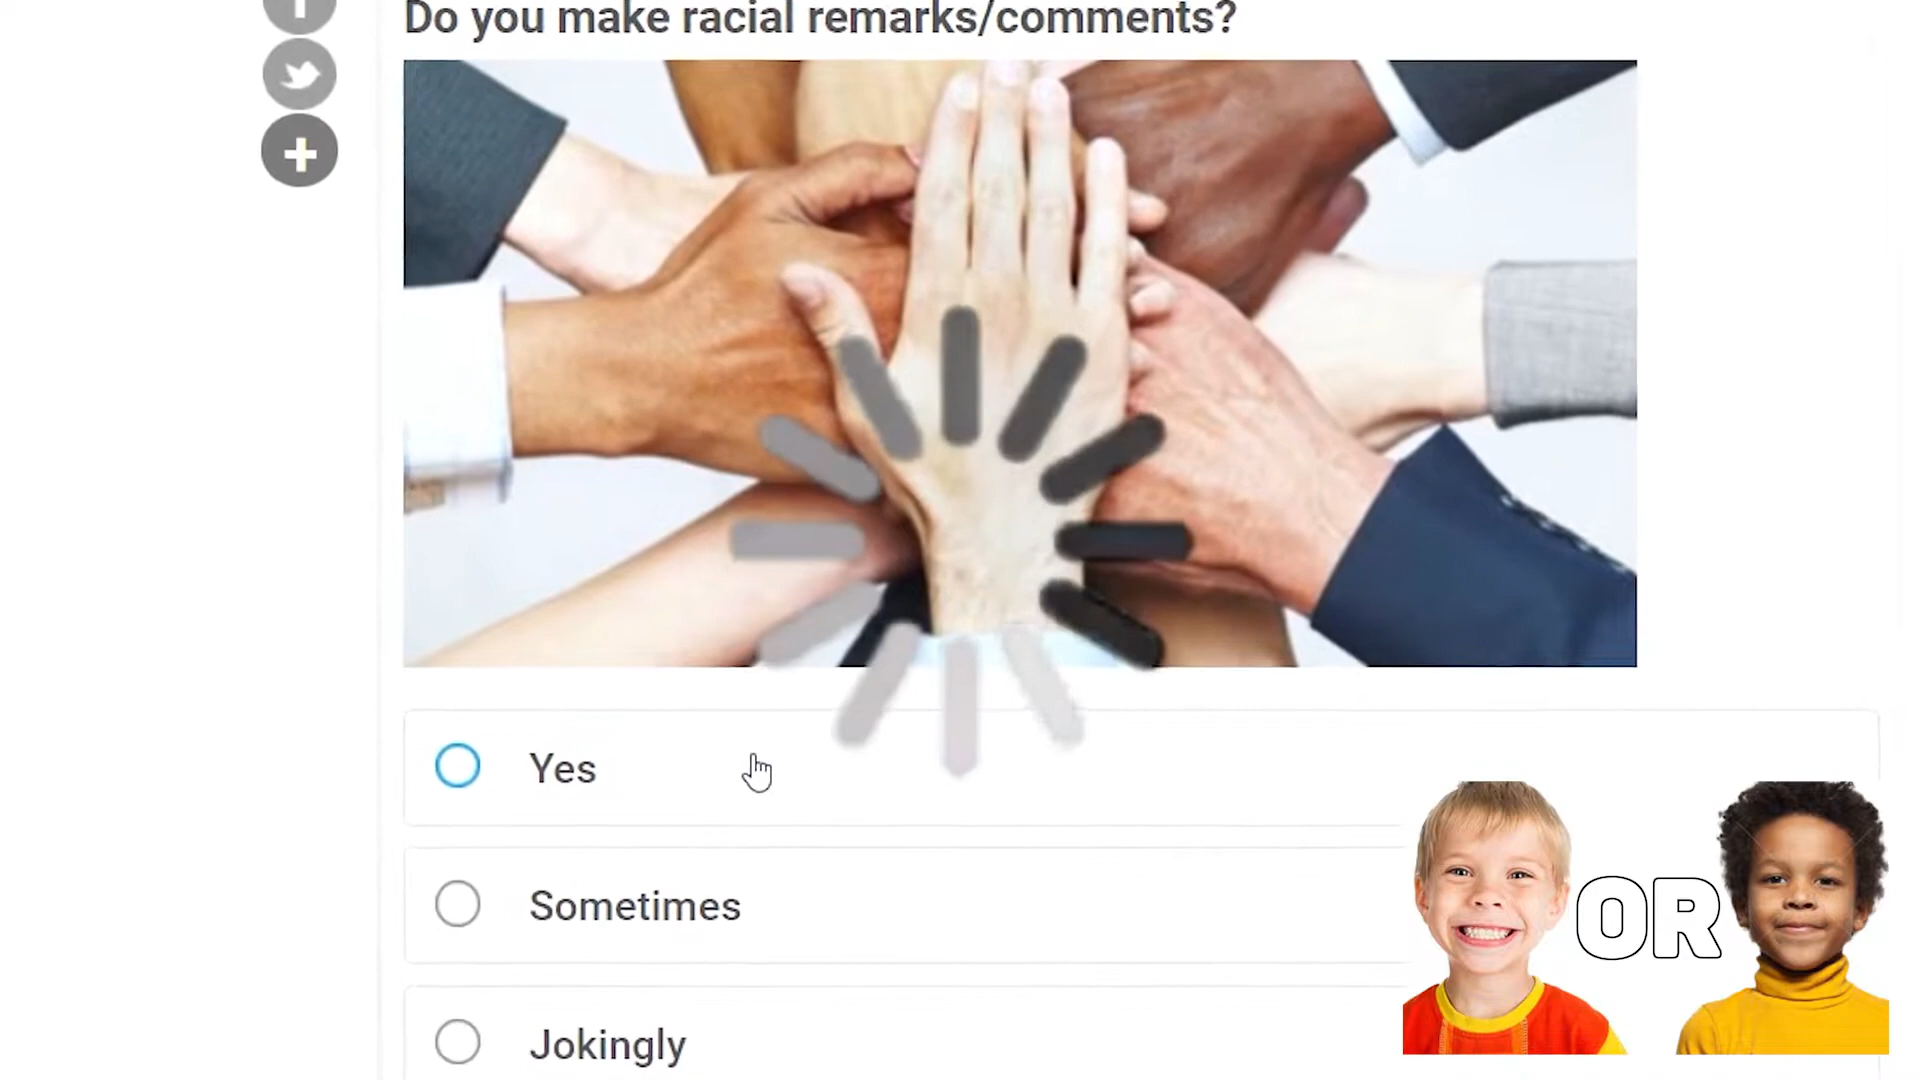 Do you make racial remarks/comments?
Yes
Sometimes
OR
Jokingly